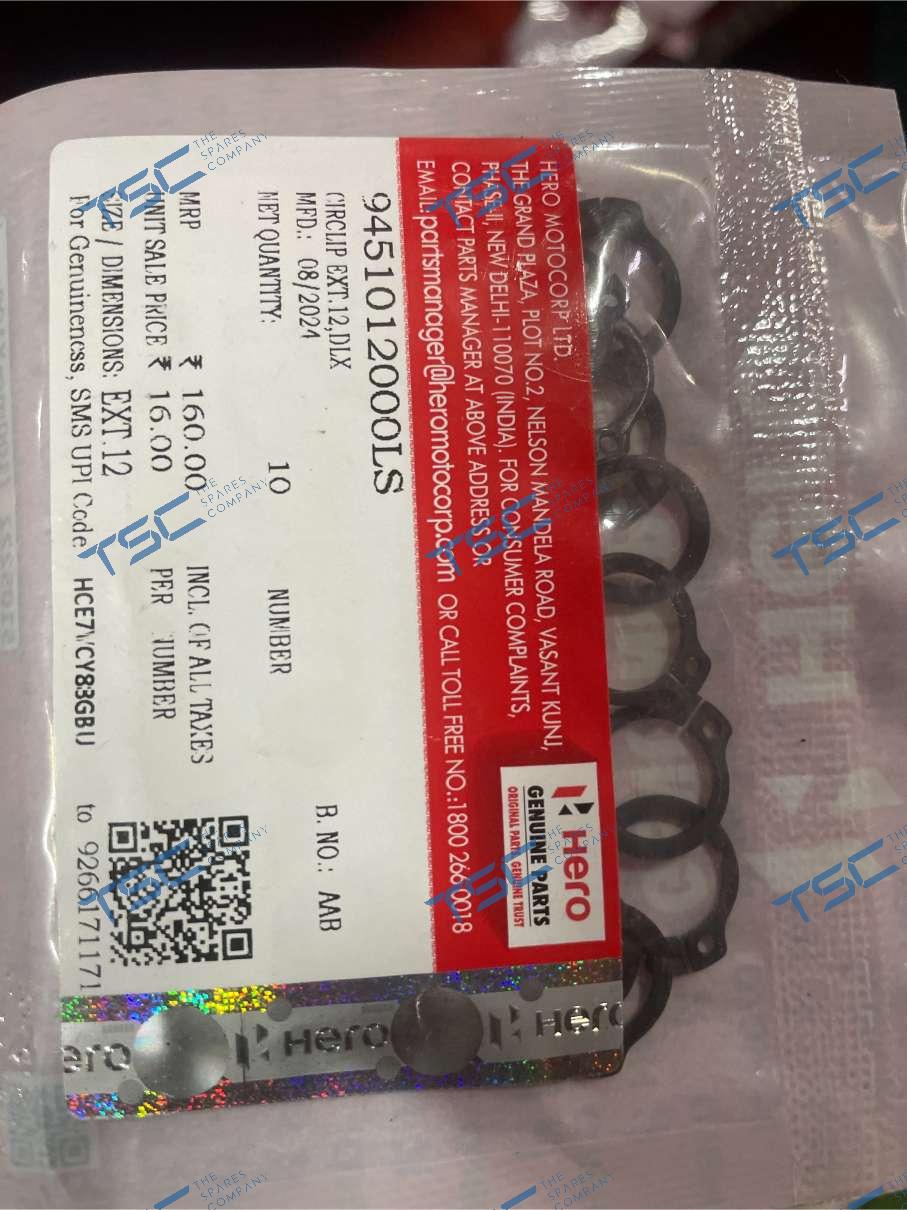 HERO MOTOCORP LTD.
THE GRAND PLAZA, PLOT NO.2, NELSON MANDELA ROAD, VASANT KUNJ,
PHASE-II, NEW DELHI-110070 (INDIA). FOR CONSUMER COMPLAINTS,
CONTACT PARTS MANAGER AT ABOVE ADDRESS OR
EMAIL:partsmanager@heromotocorp.com OR CALL TOLL FREE NO.:1800 266 0018
Hero
GENUINE PARTS
ORIGINAL PARTS GENUINE TRUST
9451012000LS
CIRCLIP EXT.12,DLX
MFD.: 08/2024 B. NO.: AAB
NET QUANTITY: 10 NUMBER
MRP ₹ 160.00 INCL. OF ALL TAXES
UNIT SALE PRICE ₹ 16.00 PER NUMBER
SIZE / DIMENSIONS: EXT.12
For Genuineness, SMS UPI Code: to 9266171171
Hero
Hero
Hero
TSC THE SPARES COMPANY